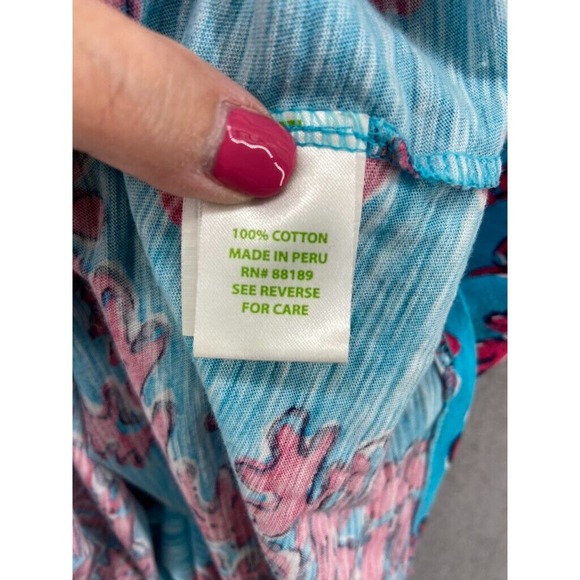 100% COTTON
MADE IN PERU
RN# 88189
SEE REVERSE
FOR CARE